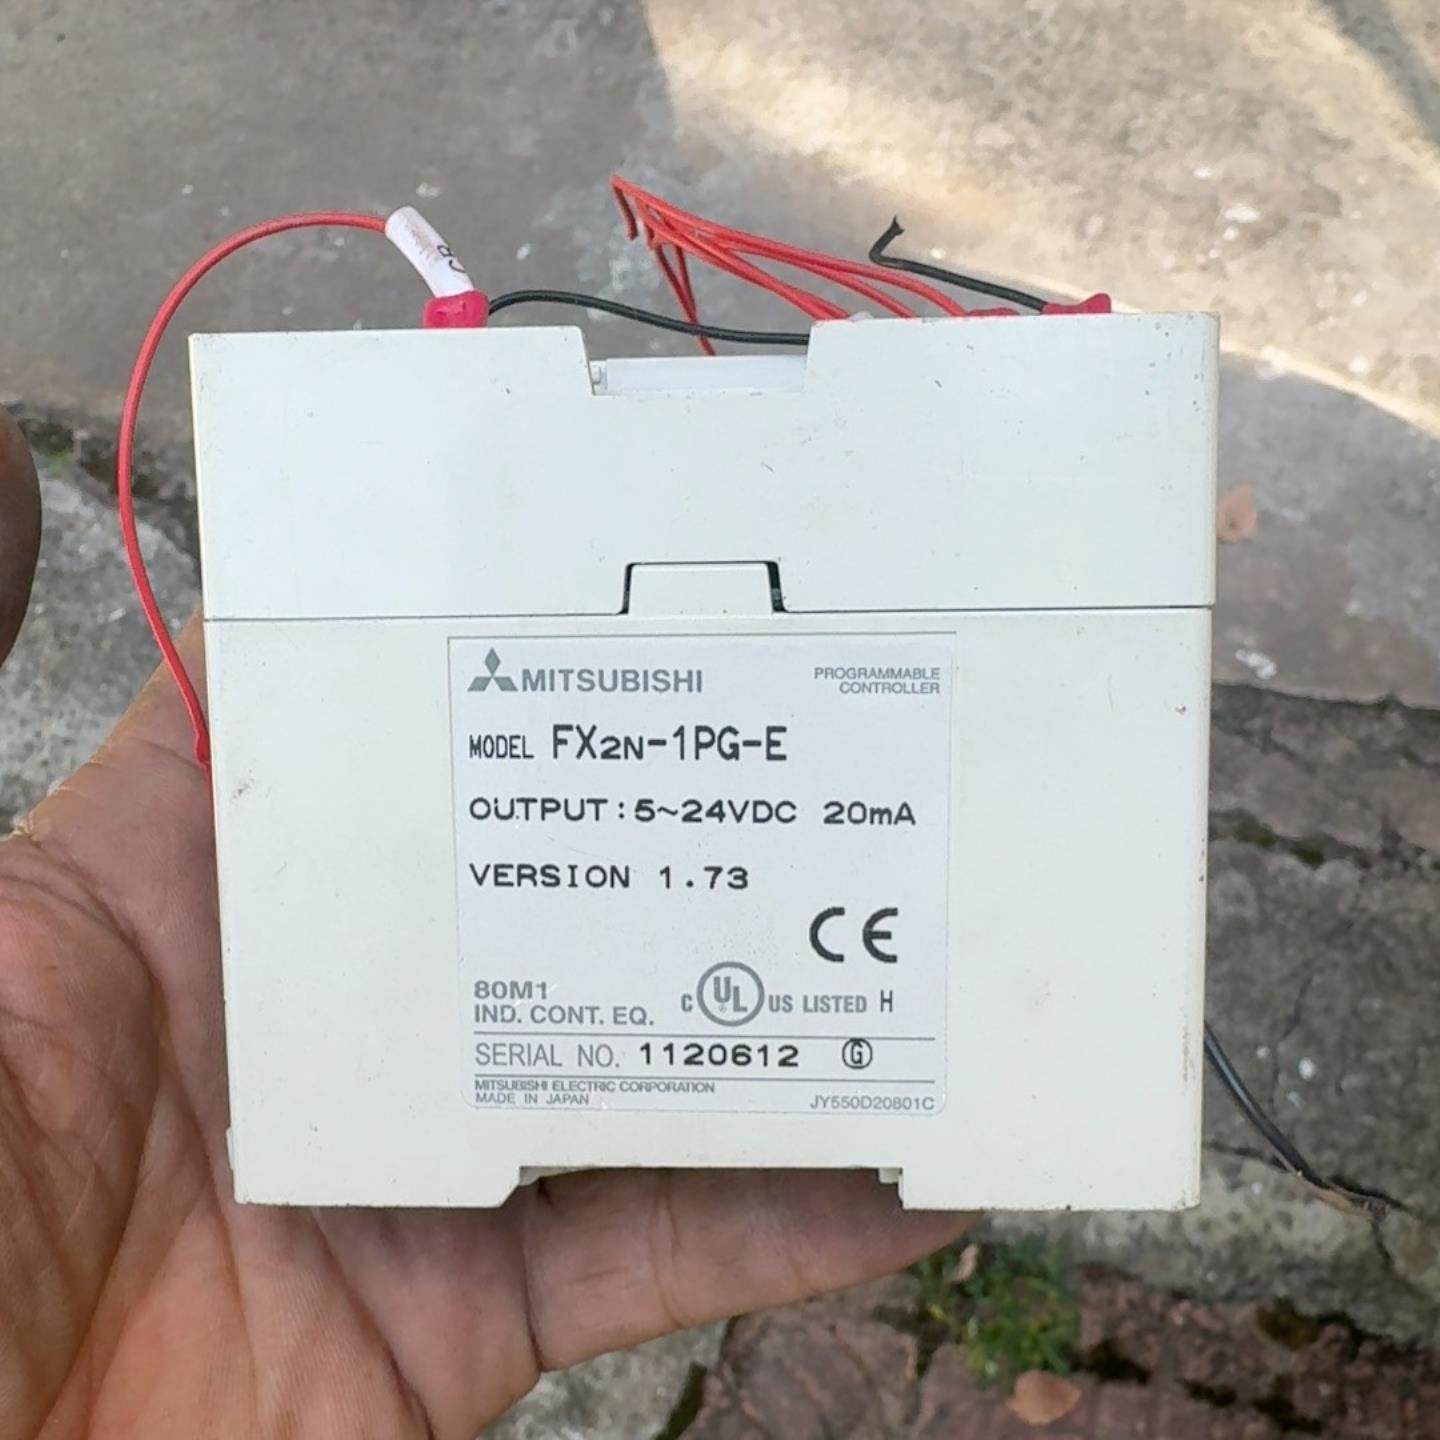 CB
MITSUBISHI
PROGRAMMABLE
CONTROLLER
MODEL FX2N-1PG-E
OUTPUT:5~24VDC 20mA
VERSION 1.73
CE
80M1
IND. CONT. EQ.
C UL US LISTED H
SERIAL NO. 1120612 G
MITSUBISHI ELECTRIC CORPORATION
MADE IN JAPAN
JY550D20801C